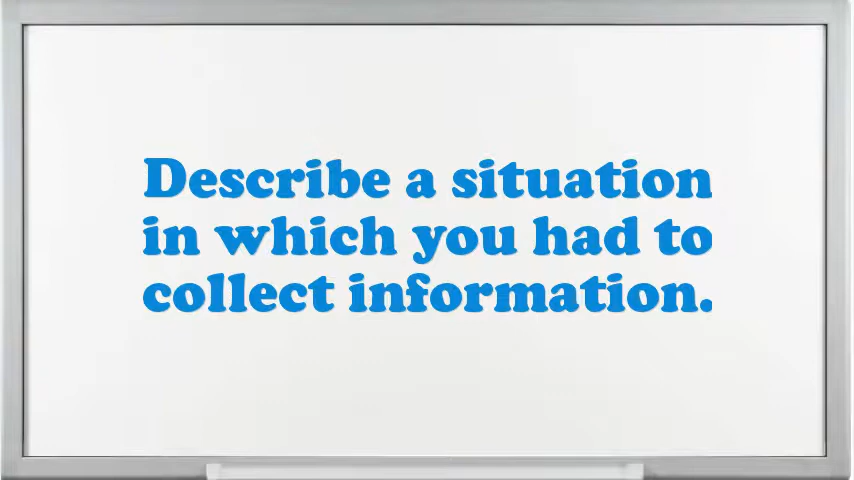 Describe a situation
in which you had to
collect information.